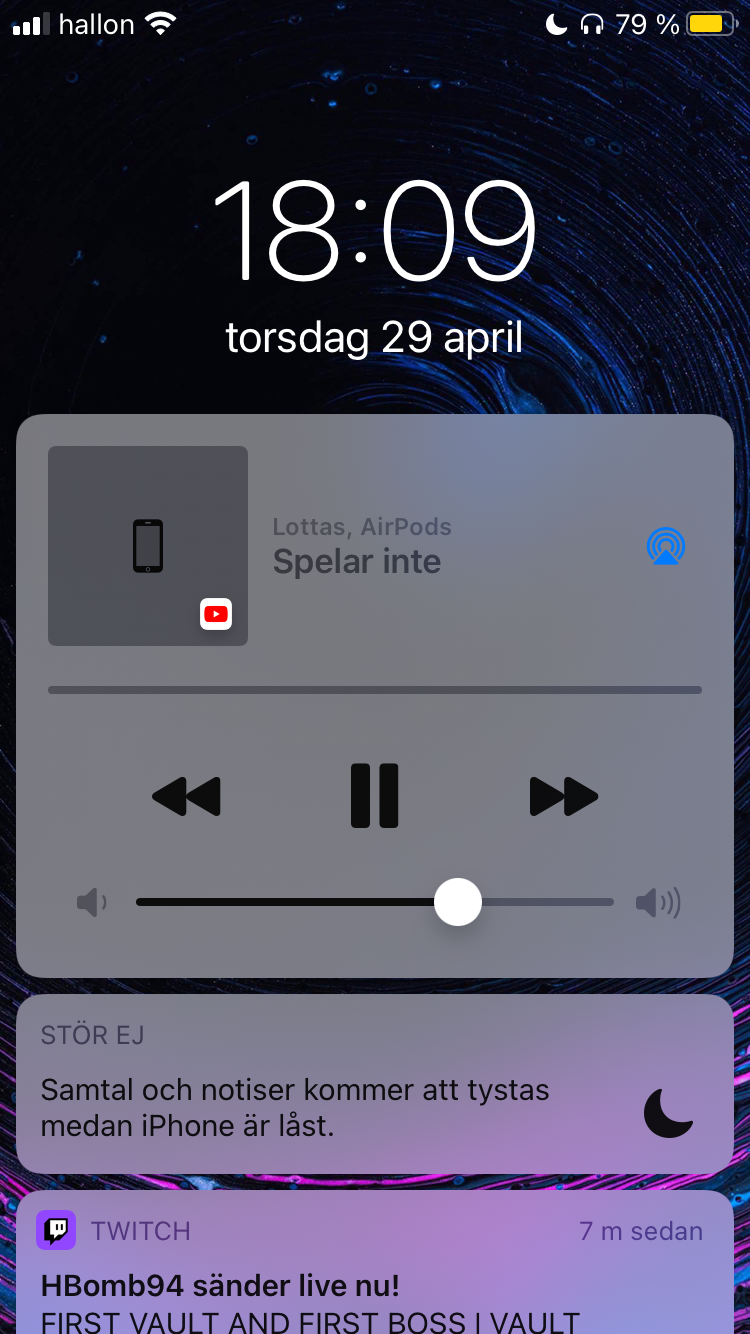 hallon 79 %
18:09
torsdag 29 april
Lottas, AirPods
Spelar inte
STÖR EJ
Samtal och notiser kommer att tystas
medan iPhone är låst.
TWITCH 7 m sedan
HBomb94 sänder live nu!
FIRST VAULT AND FIRST BOSS | VAULT